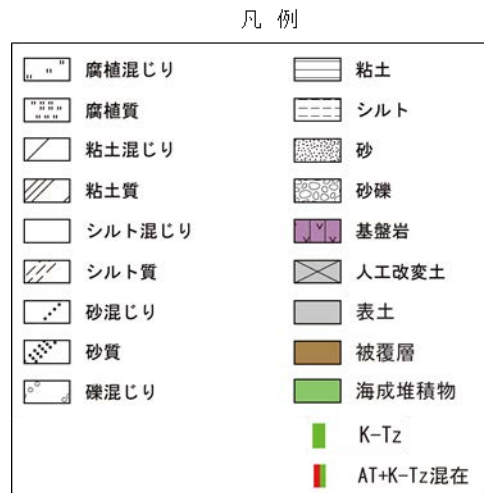 凡 例
腐植混じり
腐植質
粘土混じり
粘土質
シルト混じり
シルト質
砂混じり
砂質
礫混じり
粘土
シルト
砂
砂礫
基盤岩
人工改変土
表土
被覆層
海成堆積物
K-Tz
AT+K-Tz混在